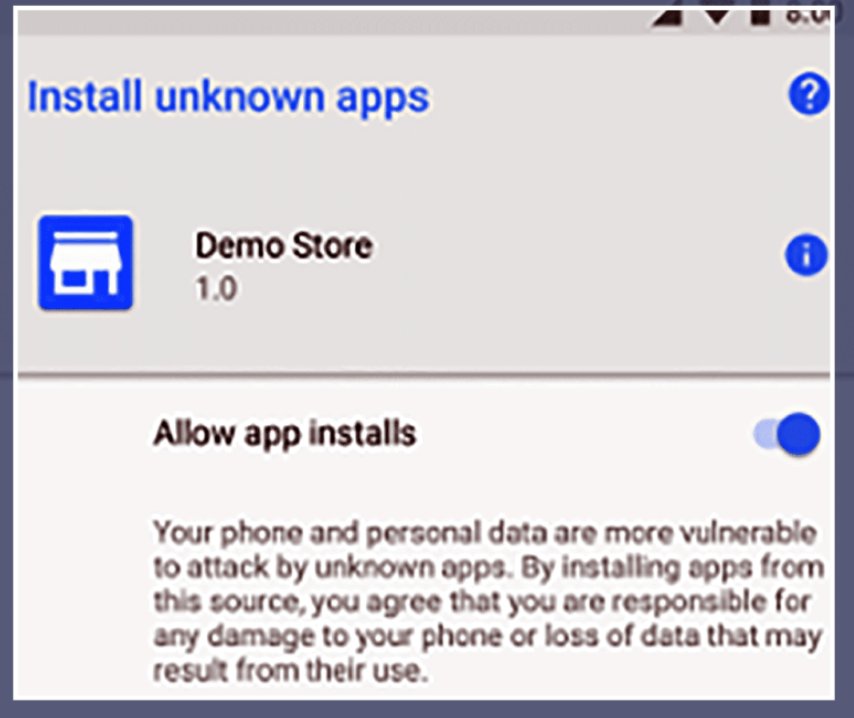 8:00
Install unknown apps
?
Demo Store
i
1.0
Allow app installs
Your phone and personal data are more vulnerable
to attack by unknown apps. By installing apps from
this source, you agree that you are responsible for
any damage to your phone or loss of data that may
result from their use.